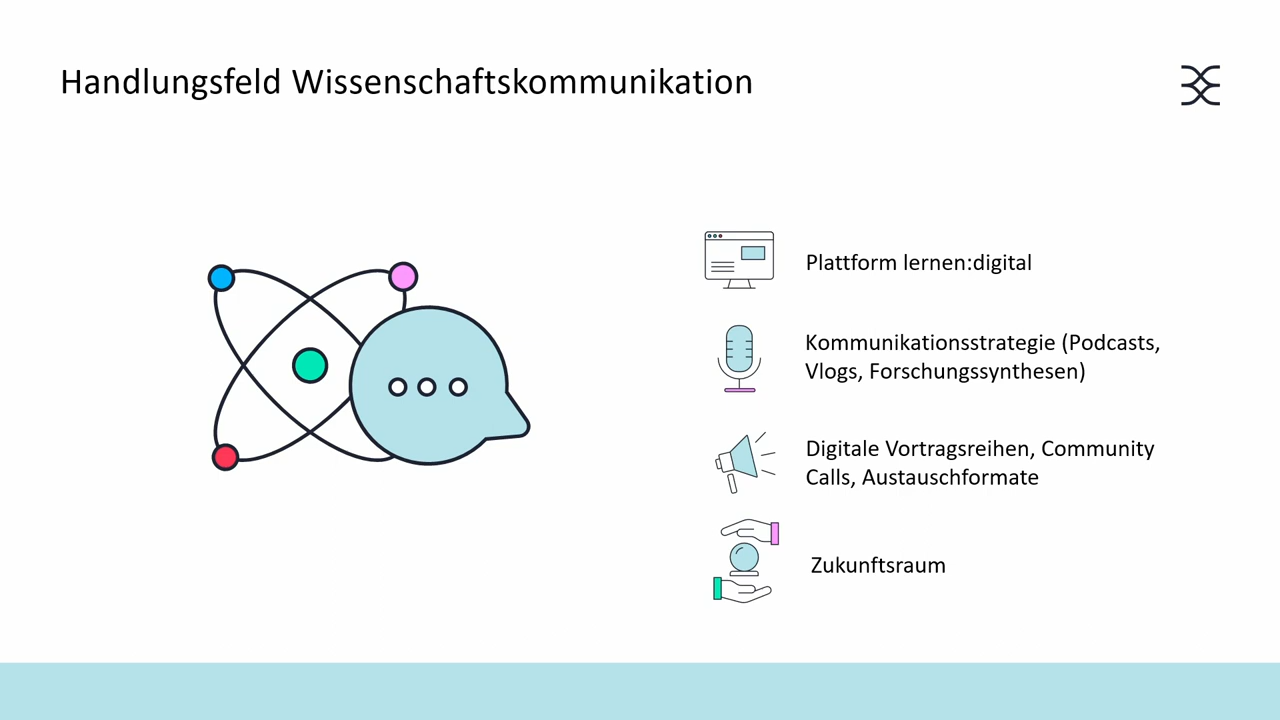 Handlungsfeld Wissenschaftskommunikation
Plattform lernen:digital
Kommunikationsstrategie (Podcasts,
Vlogs, Forschungssynthesen)
Digitale Vortragsreihen, Community
Calls, Austauschformate
Zukunftsraum